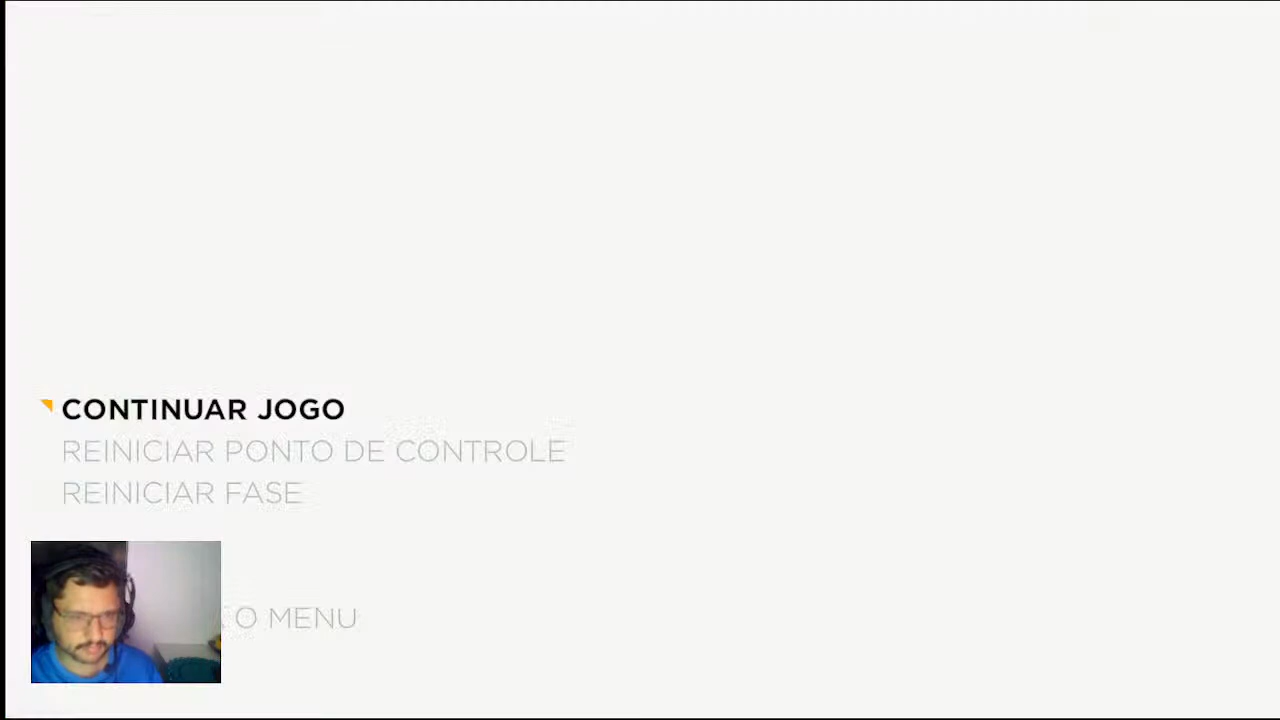 CONTINUAR JOGO
REINICIAR PONTO DE CONTROLE
REINICIAR FASE
O MENU